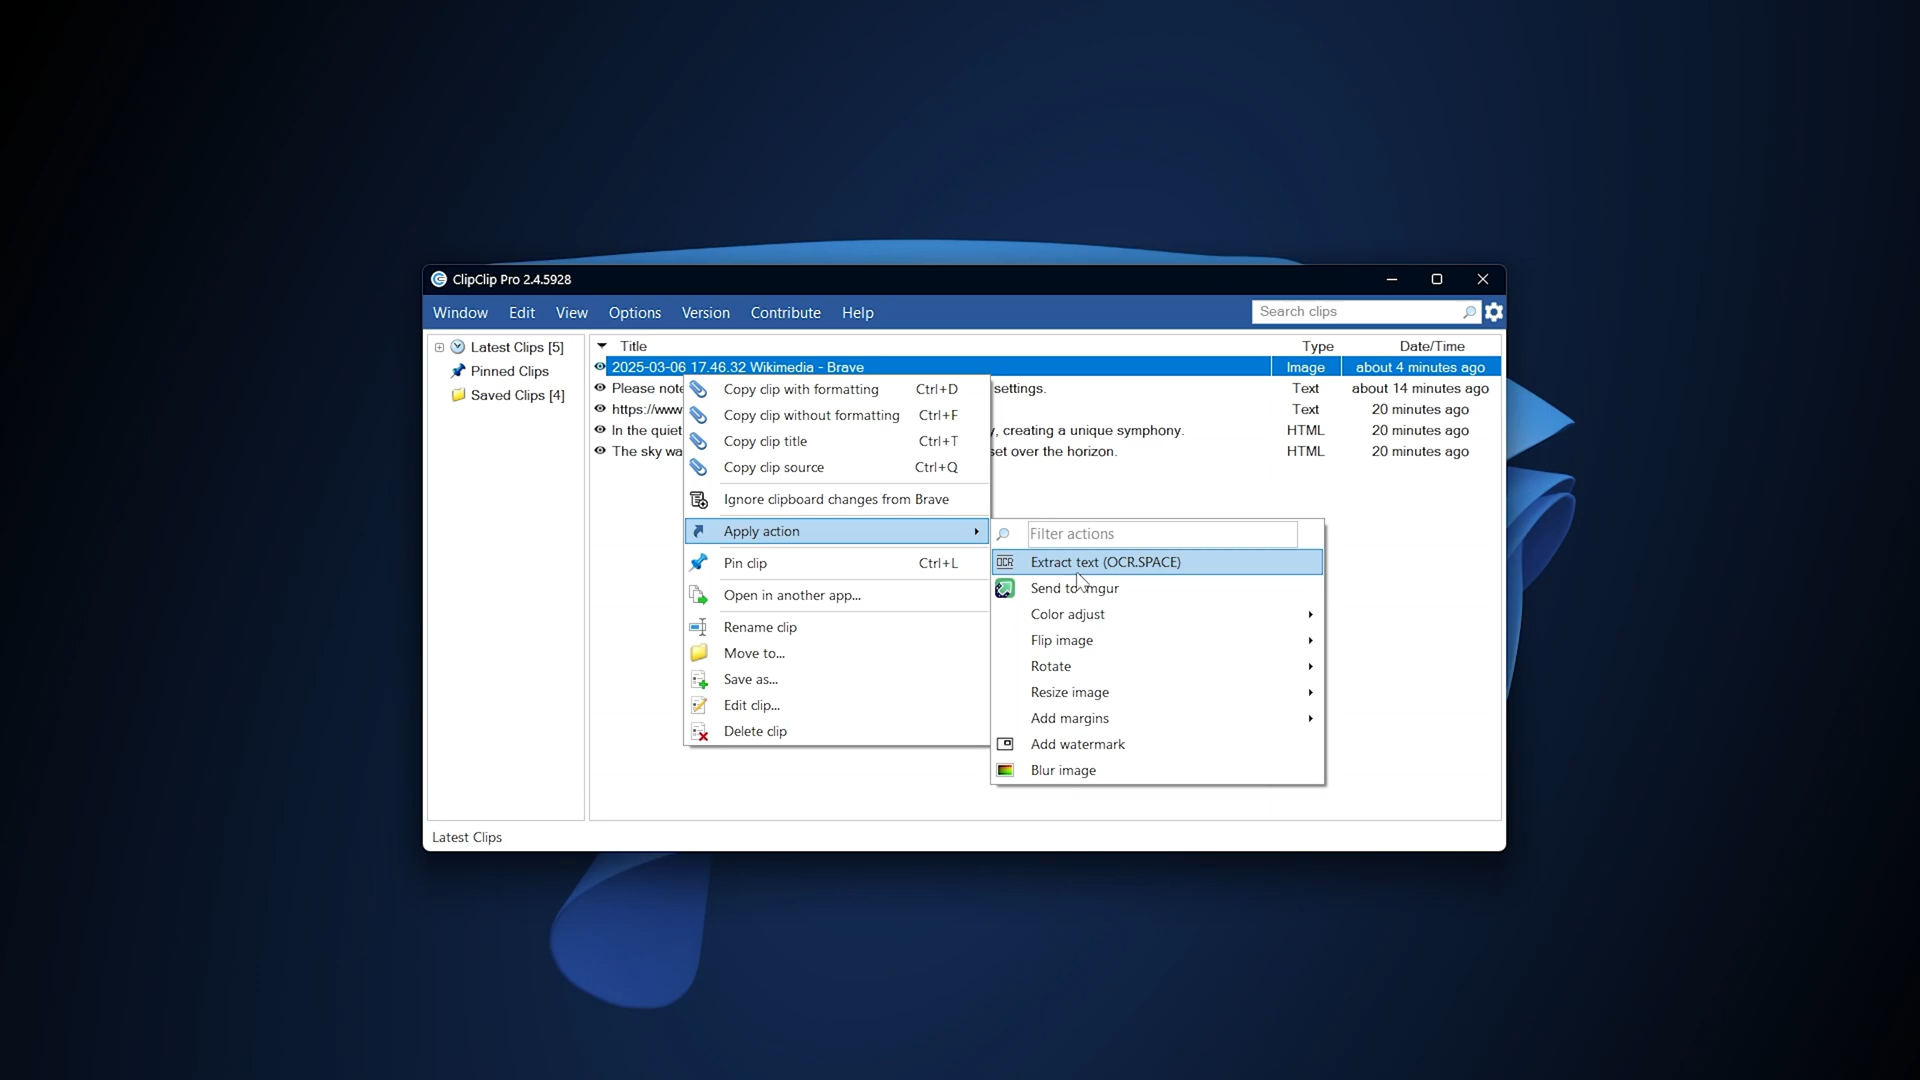 ClipClip Pro 2.4.5928
Window Edit View Options Version Contribute Help Search clips
Latest Clips [5]
Pinned Clips
Saved Clips [4]
Title Type Date/Time
2025-03-06 17.46.32 Wikimedia - Brave Image about 4 minutes ago
Please note settings. Text about 14 minutes ago
https://www Text 20 minutes ago
In the quiet , creating a unique symphony. HTML 20 minutes ago
The sky wa set over the horizon. HTML 20 minutes ago
Copy clip with formatting Ctrl+D
Copy clip without formatting Ctrl+F
Copy clip title Ctrl+T
Copy clip source Ctrl+Q
Ignore clipboard changes from Brave
Apply action
Pin clip Ctrl+L
Open in another app...
Rename clip
Move to...
Save as...
Edit clip...
Delete clip
Filter actions
OCR Extract text (OCR.SPACE)
Send to Imgur
Color adjust
Flip image
Rotate
Resize image
Add margins
Add watermark
Blur image
Latest Clips